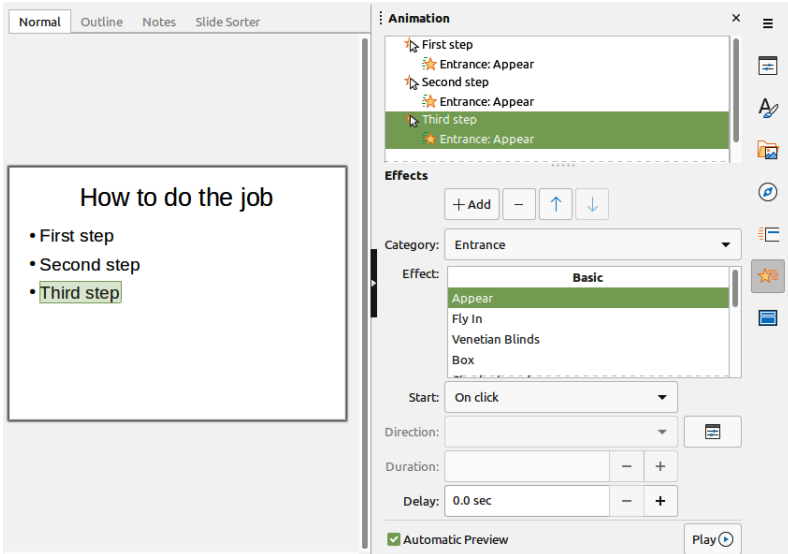 Normal Outline Notes Slide Sorter
How to do the job
• First step
• Second step
• Third step
Animation
First step
Entrance: Appear
Second step
Entrance: Appear
Third step
Entrance: Appear
Effects
Add
Category: Entrance
Effect: Basic
Appear
Fly In
Venetian Blinds
Box
Start: On click
Direction:
Duration:
Delay: 0.0 sec
Automatic Preview Play